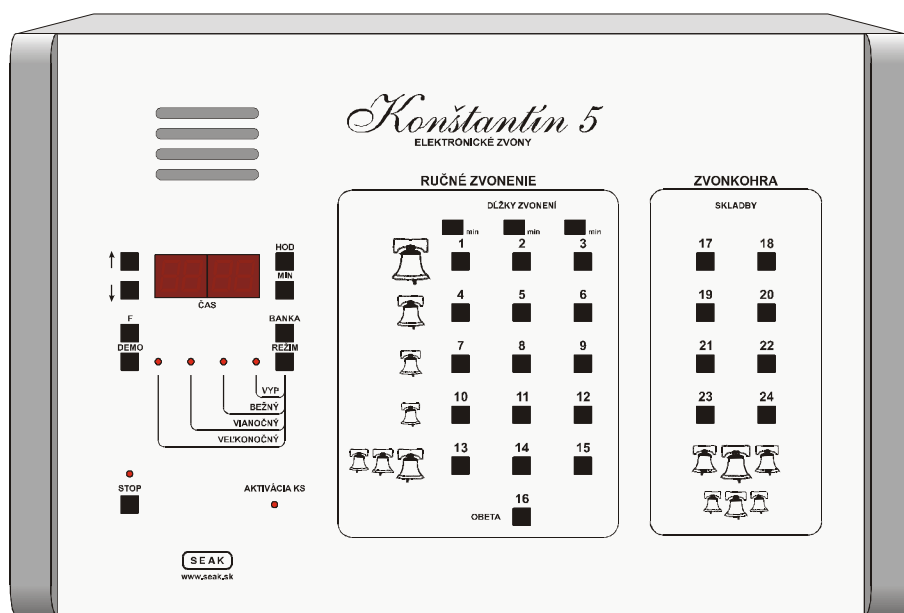 Konštantín 5
ELEKTRONICKÉ ZVONY
RUČNÉ ZVONENIE
DĹŽKY ZVONENÍ
min min min
1 2 3
4 5 6
7 8 9
10 11 12
13 14 15
16
OBETA
ZVONKOHRA
SKLADBY
17 18
19 20
21 22
23 24
HOD
MIN
ČAS
F
BANKA
DEMO
REŽIM
VYP
BEŽNÝ
VIANOČNÝ
VEĽKONOČNÝ
STOP
AKTIVÁCIA KS
SEAK
www.seak.sk